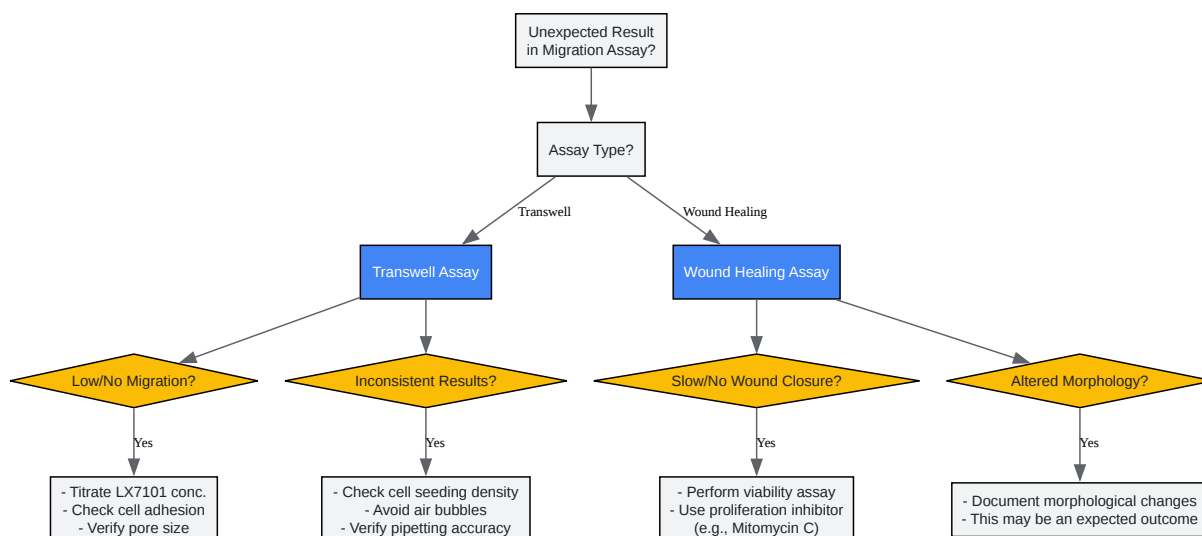 Unexpected Result
in Migration Assay?
Assay Type?
Transwell
Wound Healing
Transwell Assay
Wound Healing Assay
Low/No Migration?
Inconsistent Results?
Slow/No Wound Closure?
Altered Morphology?
Yes
Yes
Yes
Yes
- Titrate LX7101 conc.
- Check cell adhesion
- Verify pore size
- Check cell seeding density
- Avoid air bubbles
- Verify pipetting accuracy
- Perform viability assay
- Use proliferation inhibitor
(e.g., Mitomycin C)
- Document morphological changes
- This may be an expected outcome